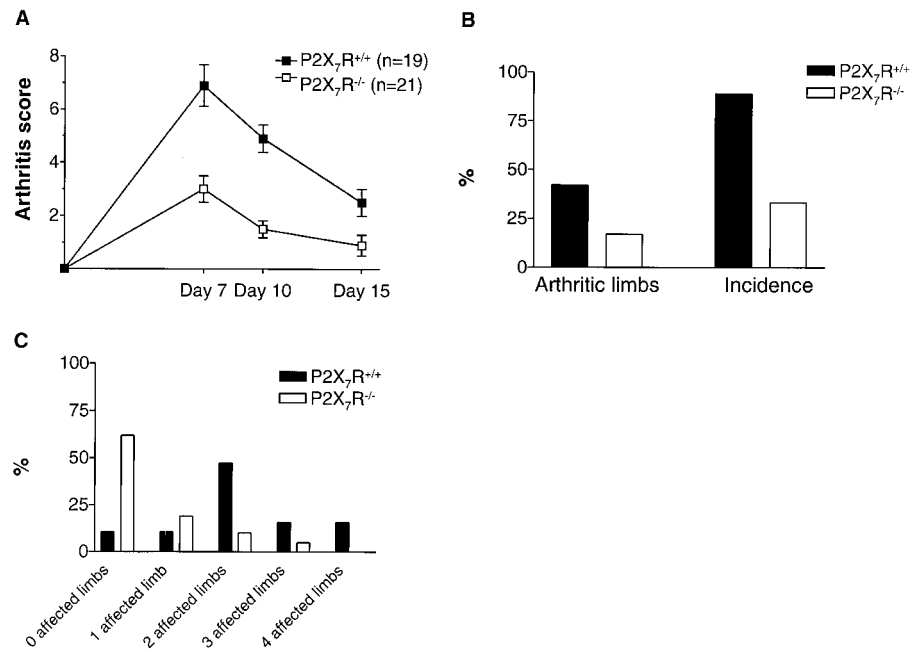 A
Arthritis score
8
6
4
2
0
P2X₇R⁺/⁺ (n=19)
P2X₇R⁻/⁻ (n=21)
Day 7 Day 10 Day 15
B
%
100
75
50
25
0
P2X₇R⁺/⁺
P2X₇R⁻/⁻
Arthritic limbs Incidence
C
%
100
75
50
25
0
P2X₇R⁺/⁺
P2X₇R⁻/⁻
0 affected limbs
1 affected limb
2 affected limbs
3 affected limbs
4 affected limbs